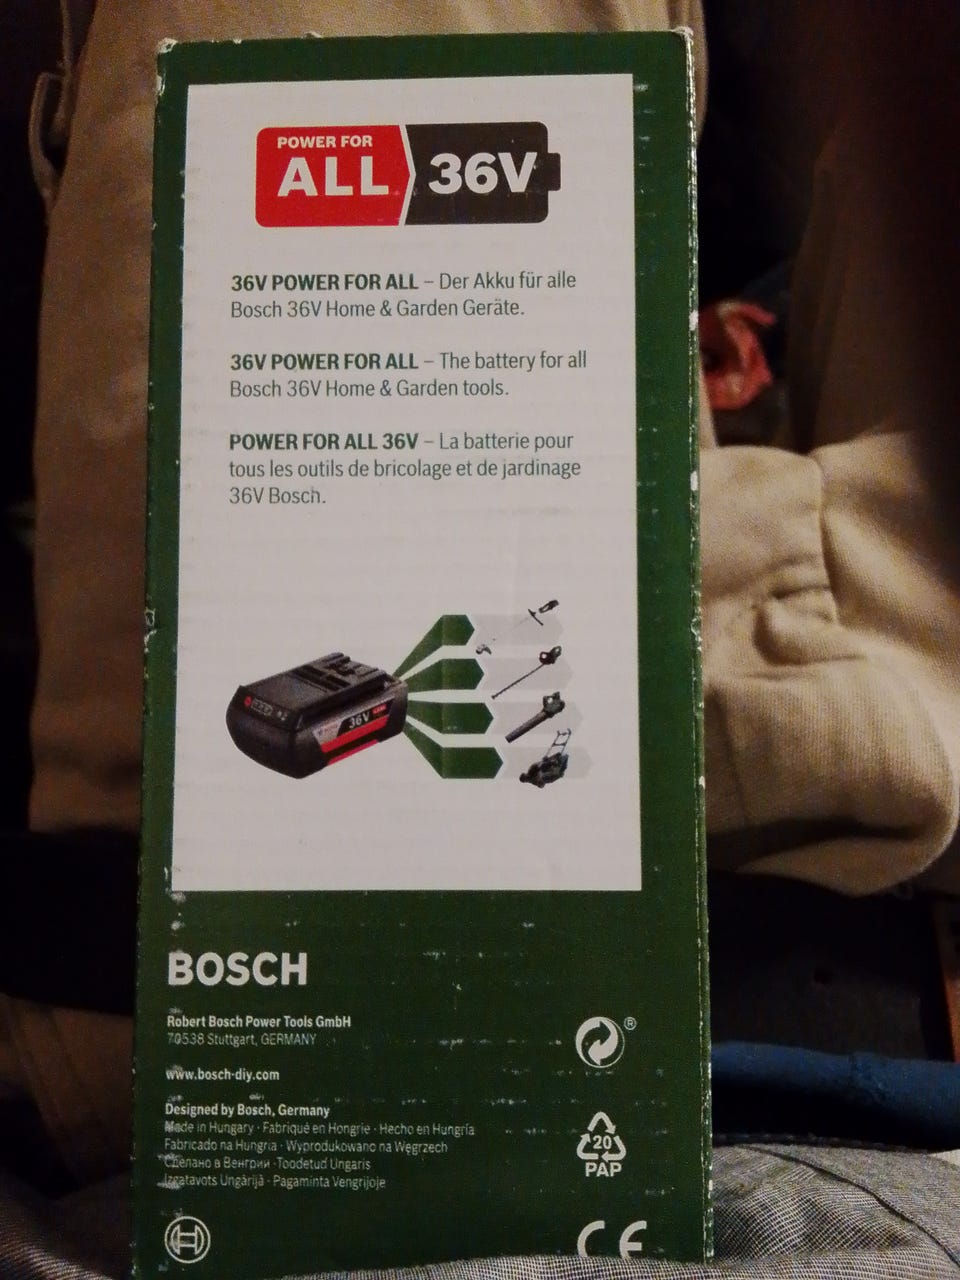 POWER FOR
ALL 36V
36V POWER FOR ALL – Der Akku für alle
Bosch 36V Home & Garden Geräte.
36V POWER FOR ALL – The battery for all
Bosch 36V Home & Garden tools.
POWER FOR ALL 36V – La batterie pour
tous les outils de bricolage et de jardinage
36V Bosch.
36V
BOSCH
Robert Bosch Power Tools GmbH
70538 Stuttgart, GERMANY
®
www.bosch-diy.com
Designed by Bosch, Germany
Made in Hungary · Fabriqué en Hongrie · Hecho en Hungría
Fabricado na Hungria · Wyprodukowano na Węgrzech
Сделано в Венгрии · Toodetud Ungaris
Izgatavots Ungārijā · Pagaminta Vengrijoje
20
PAP
CE